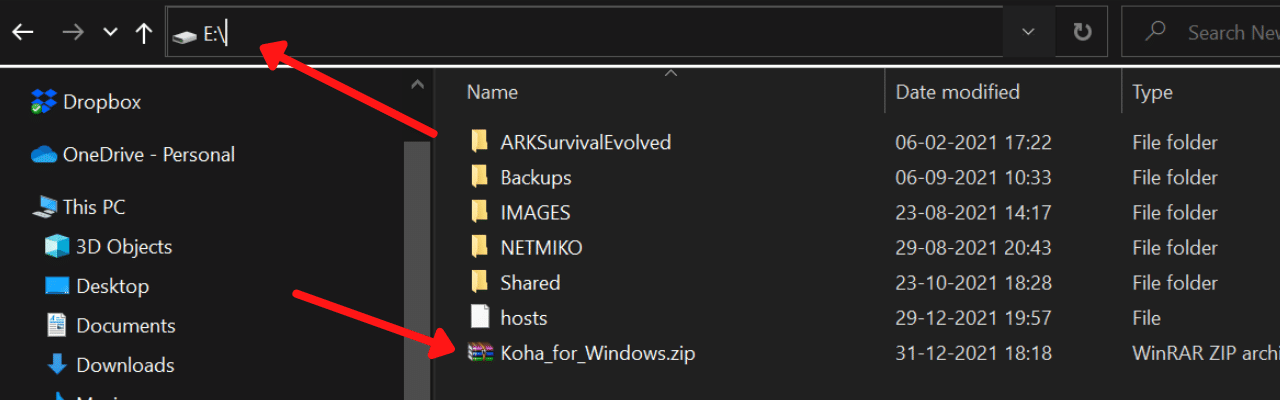 E:\
Search Ne
Name Date modified Type
Dropbox
OneDrive - Personal
This PC
3D Objects
Desktop
Documents
Downloads
ARKSurvivalEvolved 06-02-2021 17:22 File folder
Backups 06-09-2021 10:33 File folder
IMAGES 23-08-2021 14:17 File folder
NETMIKO 29-08-2021 20:43 File folder
Shared 23-10-2021 18:28 File folder
hosts 29-12-2021 19:57 File
Koha_for_Windows.zip 31-12-2021 18:18 WinRAR ZIP archi